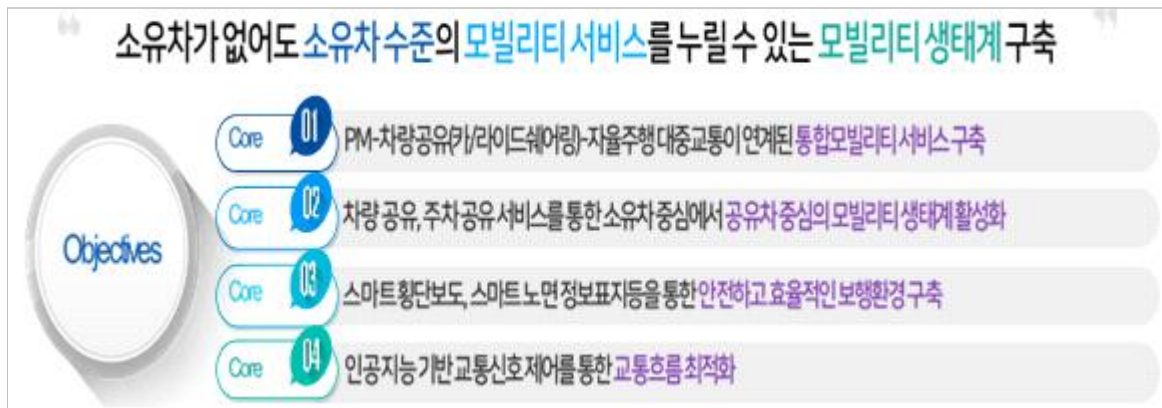 “ 소유차가 없어도 소유차 수준의 모빌리티 서비스를 누릴 수 있는 모빌리티 생태계 구축 ”
Objectives
Core 01 PM-차량공유(카/라이드쉐어링)-자율주행 대중교통이 연계된 통합모빌리티 서비스 구축
Core 02 차량 공유, 주차 공유 서비스를 통한 소유차 중심에서 공유차 중심의 모빌리티 생태계 활성화
Core 03 스마트 횡단보도, 스마트 노면 정보표지등을 통한 안전하고 효율적인 보행환경 구축
Core 04 인공지능 기반 교통신호 제어를 통한 교통흐름 최적화